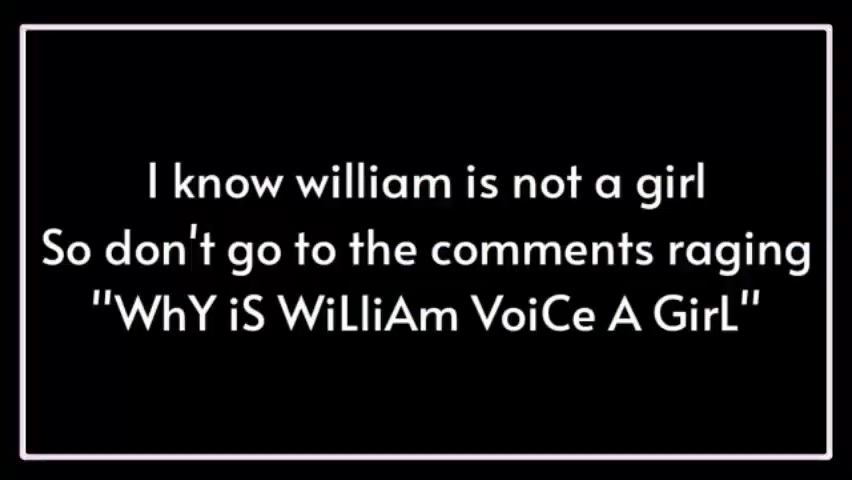 I know william is not a girl
So don't go to the comments raging
"WhY iS WiLliAm VoiCe A GirL"